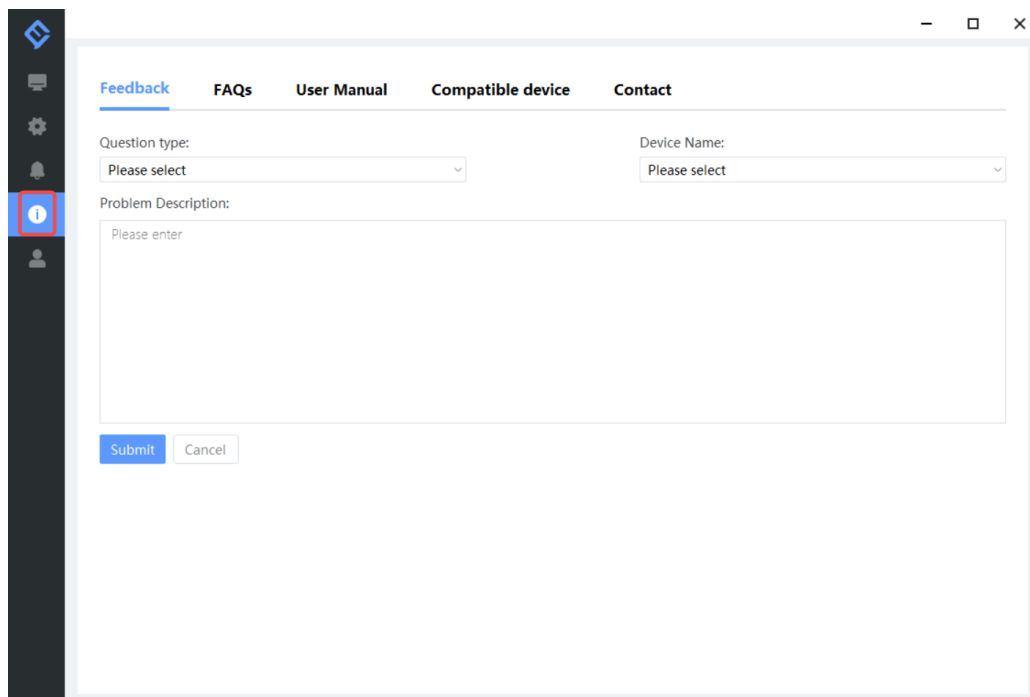 Feedback FAQs User Manual Compatible device Contact
Question type: Device Name:
Please select Please select
Problem Description:
Please enter
Submit Cancel